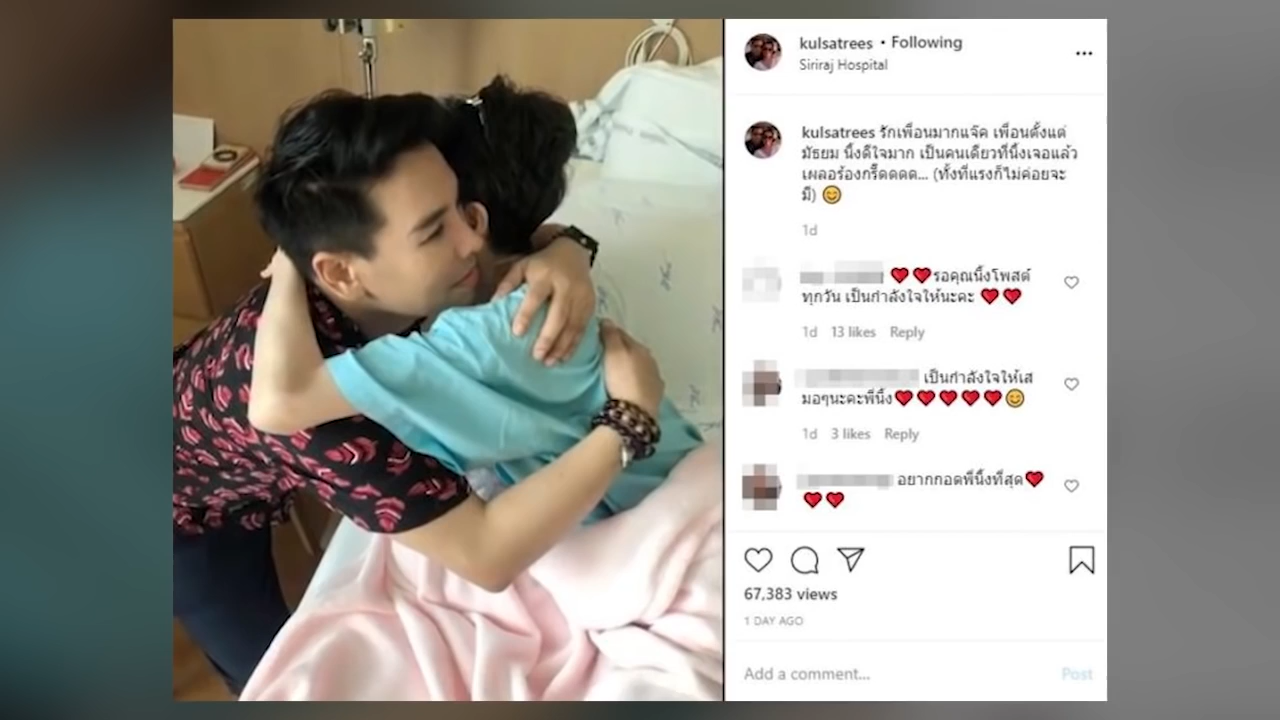 kulsatrees • Following
Siriraj Hospital
kulsatrees รักเพื่อนมากแจ๊ค เพื่อนตั้งแต่
มัธยม นิ้งดีใจมาก เป็นคนเดียวที่นิ้งเจอแล้ว
เผลอร้องกรี๊ดดดด... (ทั้งที่แรงก็ไม่ค่อยจะ
มี) 😊
1d
❤❤รอคุณนิ้งโพสต์
ทุกวัน เป็นกำลังใจให้นะคะ ❤❤
1d 13 likes Reply
เป็นกำลังใจให้เส
มอๆนะคะพี่นิ้ง❤❤❤❤❤😊
1d 3 likes Reply
อยากกอดพี่นิ้งที่สุด❤
❤❤
67,383 views
1 DAY AGO
Add a comment...
Post